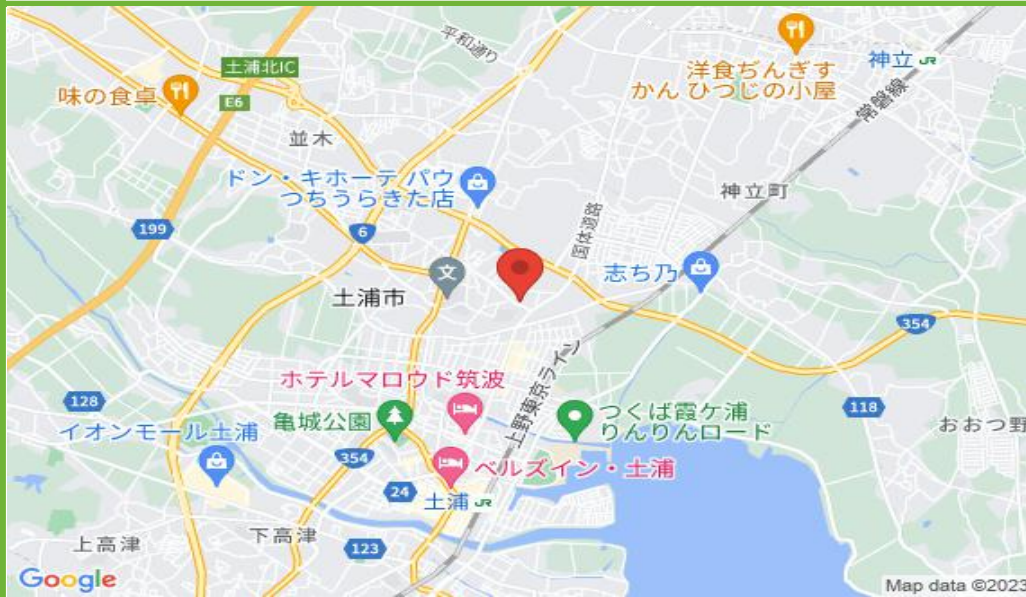 平和通り
神立 JR
洋食ぢんぎす
かん ひつじの小屋
常磐線
土浦北IC
E6
味の食卓
並木
ドン・キホーテ パウ
つちうらきた店
神立町
199
6
国体道路
文
志ち乃
土浦市
354
上野東京ライン
ホテルマロウド筑波
128
118
亀城公園
つくば霞ケ浦
りんりんロード
おおつ野
イオンモール土浦
354
ベルズイン・土浦
24
土浦 JR
下高津
上高津
123
Google
Map data ©2023